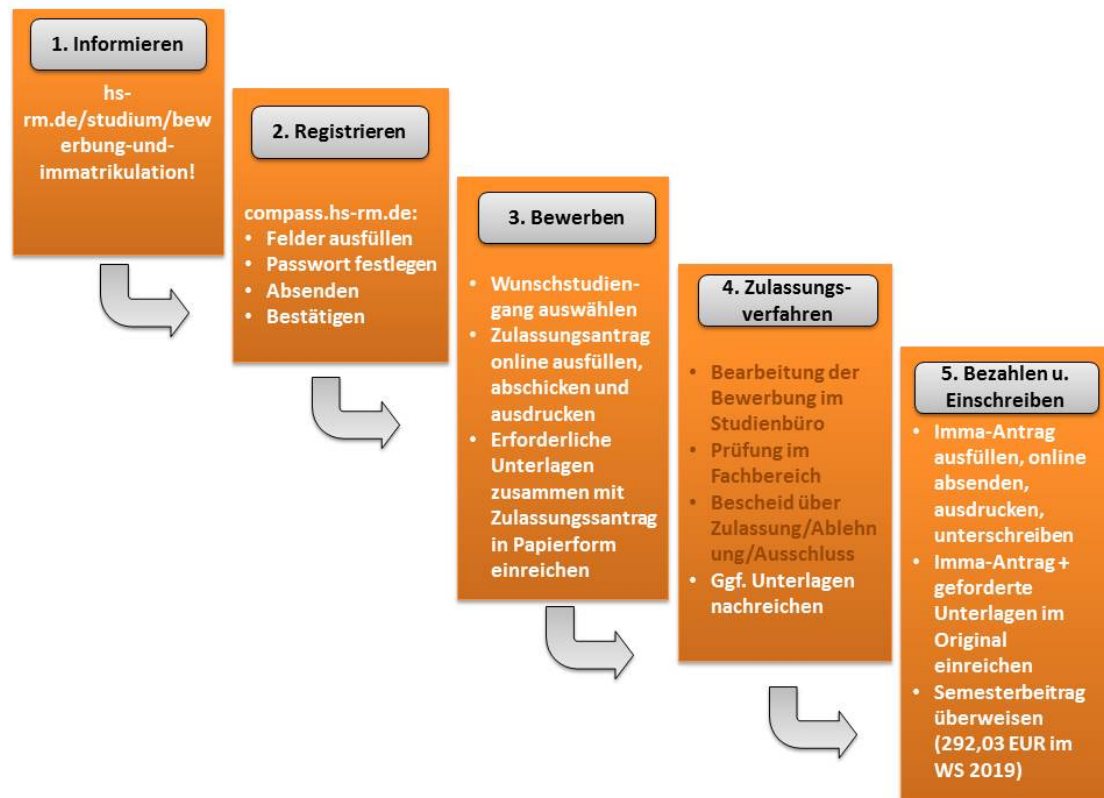 1. Informieren
hs-
rm.de/studium/bew
erbung-und-
immatrikulation!
2. Registrieren
compass.hs-rm.de:
• Felder ausfüllen
• Passwort festlegen
• Absenden
• Bestätigen
3. Bewerben
• Wunschstudien-
gang auswählen
• Zulassungsantrag
online ausfüllen,
abschicken und
ausdrucken
• Erforderliche
Unterlagen
zusammen mit
Zulassungssantrag
in Papierform
einreichen
4. Zulassungs-
verfahren
• Bearbeitung der
Bewerbung im
Studienbüro
• Prüfung im
Fachbereich
• Bescheid über
Zulassung/Ablehn
nung/Ausschluss
• Ggf. Unterlagen
nachreichen
5. Bezahlen u.
Einschreiben
• Imma-Antrag
ausfüllen, online
absenden,
ausdrucken,
unterschreiben
• Imma-Antrag +
geforderte
Unterlagen im
Original
einreichen
• Semesterbeitrag
überweisen
(292,03 EUR im
WS 2019)